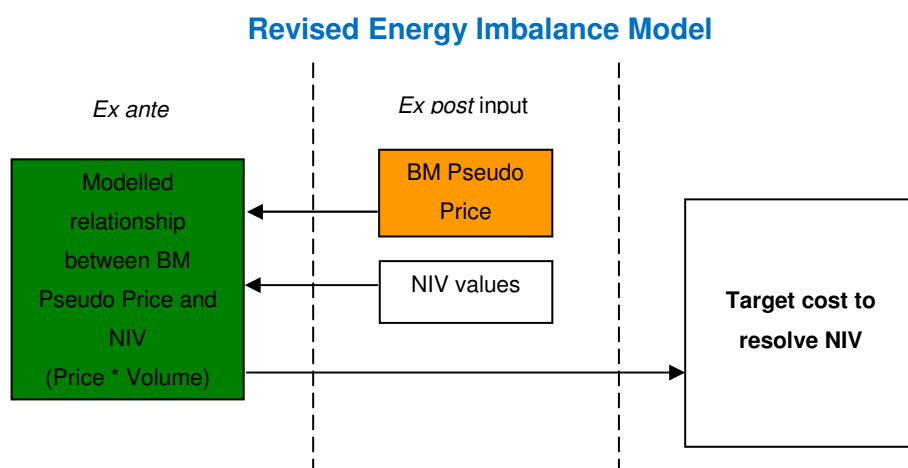 Revised Energy Imbalance Model
Ex ante
Modelled
relationship
between BM
Pseudo Price and
NIV
(Price * Volume)
Ex post input
BM Pseudo
Price
NIV values
Target cost to
resolve NIV